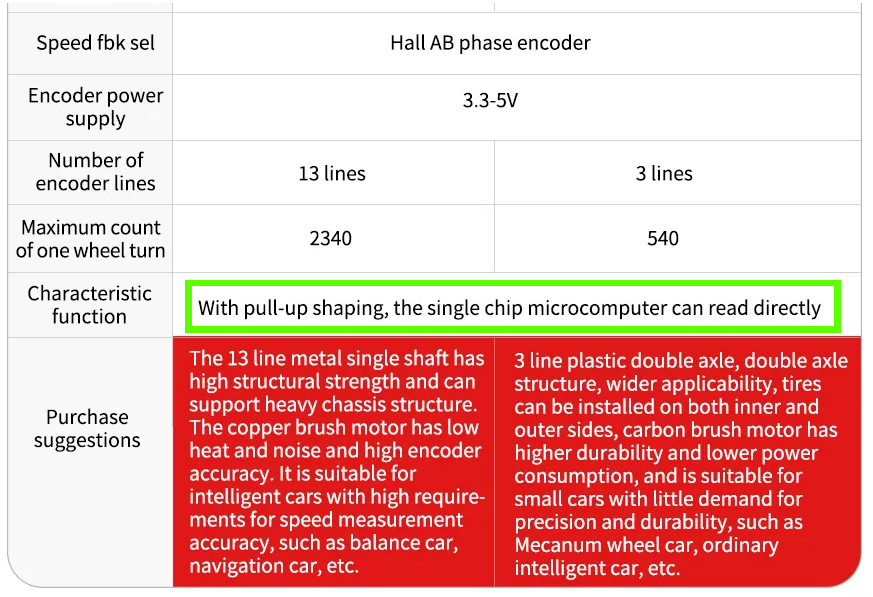 Speed fbk sel
Hall AB phase encoder
Encoder power
supply
3.3-5V
Number of
encoder lines
13 lines
3 lines
Maximum count
of one wheel turn
2340
540
Characteristic
function
With pull-up shaping, the single chip microcomputer can read directly
Purchase
suggestions
The 13 line metal single shaft has
high structural strength and can
support heavy chassis structure.
The copper brush motor has low
heat and noise and high encoder
accuracy. It is suitable for
intelligent cars with high require-
ments for speed measurement
accuracy, such as balance car,
navigation car, etc.
3 line plastic double axle, double axle
structure, wider applicability, tires
can be installed on both inner and
outer sides, carbon brush motor has
higher durability and lower power
consumption, and is suitable for
small cars with little demand for
precision and durability, such as
Mecanum wheel car, ordinary
intelligent car, etc.